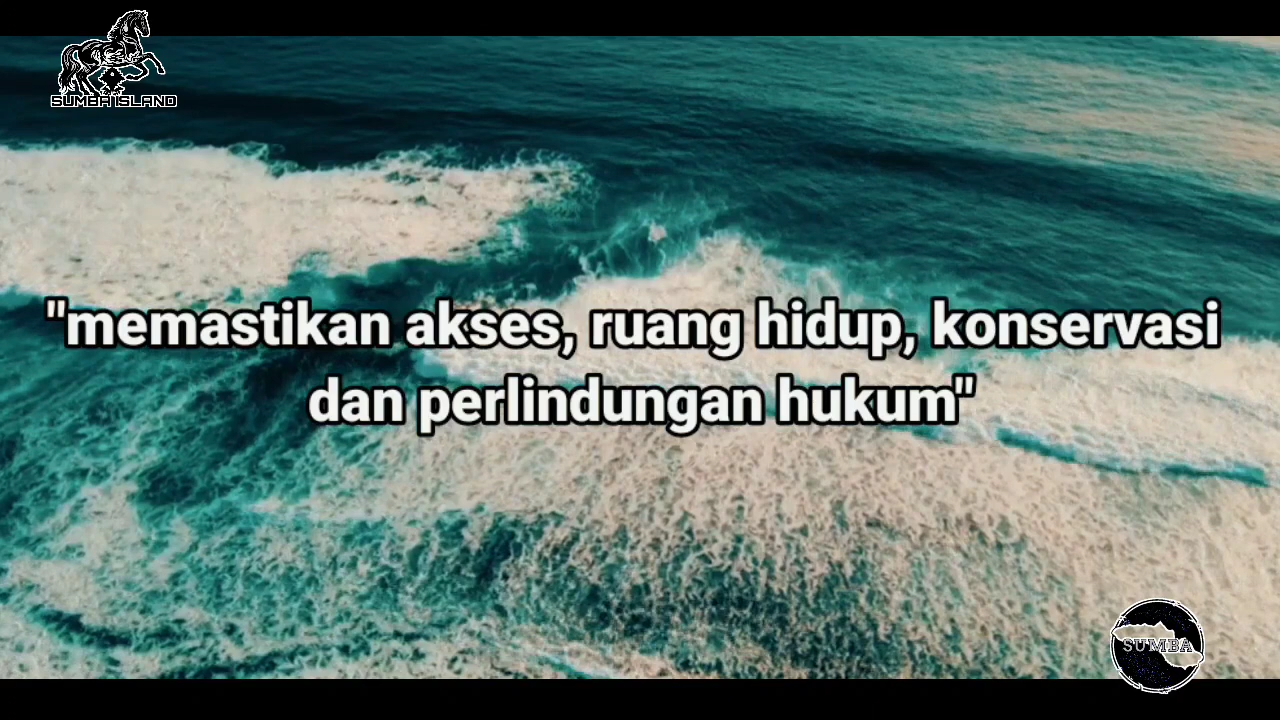 SUMBA ISLAND
"memastikan akses, ruang hidup, konservasi
dan perlindungan hukum"
SUMBA